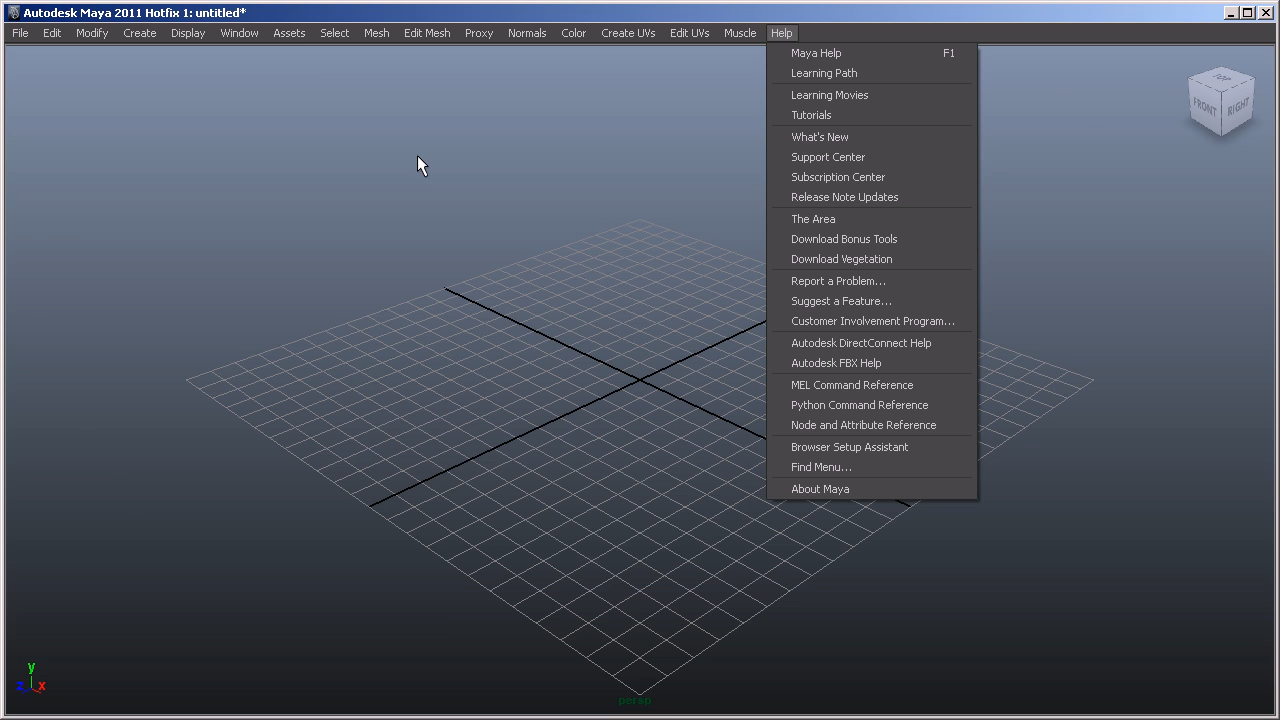 Autodesk Maya 2011 Hotfix 1: untitled*
File Edit Modify Create Display Window Assets Select Mesh Edit Mesh Proxy Normals Color Create UVs Edit UVs Muscle Help
Maya Help F1
Learning Path
Learning Movies
Tutorials
What's New
Support Center
Subscription Center
Release Note Updates
The Area
Download Bonus Tools
Download Vegetation
Report a Problem...
Suggest a Feature...
Customer Involvement Program...
Autodesk DirectConnect Help
Autodesk FBX Help
MEL Command Reference
Python Command Reference
Node and Attribute Reference
Browser Setup Assistant
Find Menu...
About Maya
TOP
FRONT RIGHT
y
z x
persp